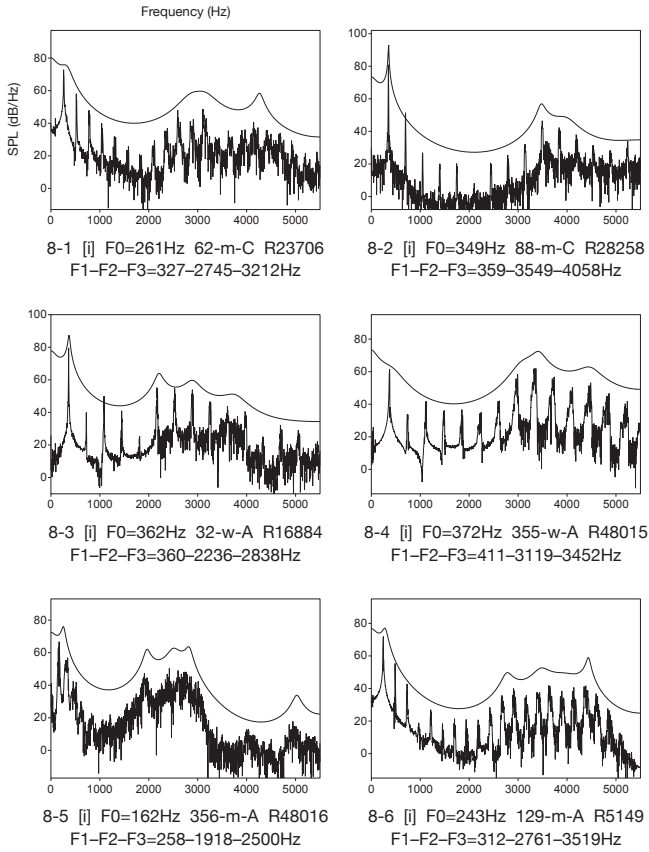 Frequency (Hz)
SPL (dB/Hz)
80
60
40
20
0
0 1000 2000 3000 4000 5000
8-1 [i] F0=261Hz 62-m-C R23706
F1–F2–F3=327–2745–3212Hz
100
80
60
40
20
0
0 1000 2000 3000 4000 5000
8-2 [i] F0=349Hz 88-m-C R28258
F1–F2–F3=359–3549–4058Hz
100
80
60
40
20
0
0 1000 2000 3000 4000 5000
8-3 [i] F0=362Hz 32-w-A R16884
F1–F2–F3=360–2236–2838Hz
80
60
40
20
0
0 1000 2000 3000 4000 5000
8-4 [i] F0=372Hz 355-w-A R48015
F1–F2–F3=411–3119–3452Hz
80
60
40
20
0
0 1000 2000 3000 4000 5000
8-5 [i] F0=162Hz 356-m-A R48016
F1–F2–F3=258–1918–2500Hz
80
60
40
20
0
0 1000 2000 3000 4000 5000
8-6 [i] F0=243Hz 129-m-A R5149
F1–F2–F3=312–2761–3519Hz